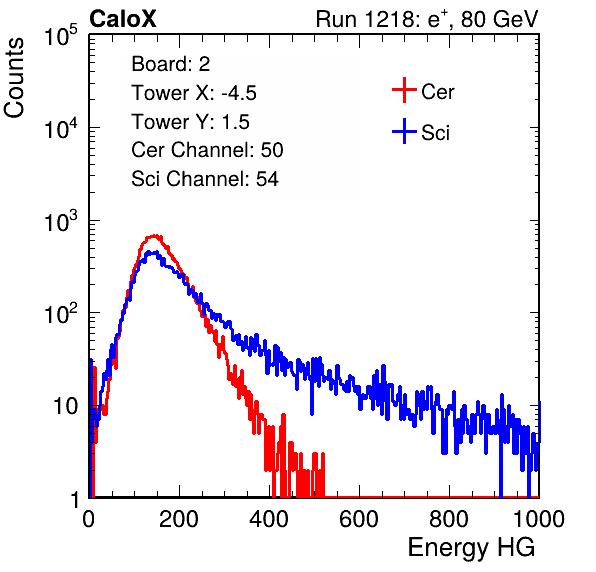 CaloX Run 1218: e⁺, 80 GeV
Counts
Board: 2
Tower X: -4.5
Tower Y: 1.5
Cer Channel: 50
Sci Channel: 54
Cer
Sci
10⁵
10⁴
10³
10²
10
1
0 200 400 600 800 1000
Energy HG